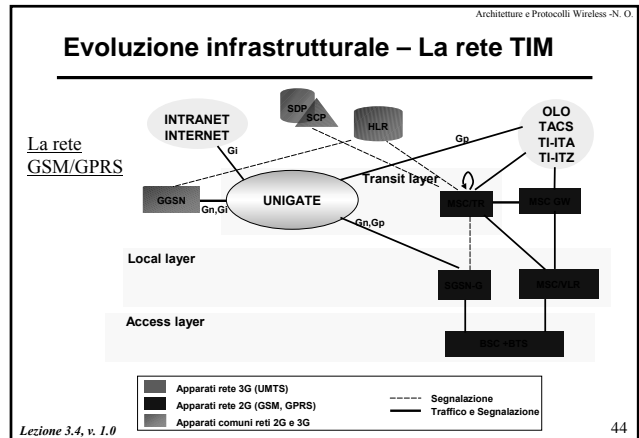 Architetture e Protocolli Wireless -N. O.
Evoluzione infrastrutturale – La rete TIM
La rete
GSM/GPRS
INTRANET
INTERNET
SDP
SCP
HLR
OLO
TACS
TI-ITA
TI-ITZ
Gi
Gp
Transit layer
GGSN
Gn,Gi
UNIGATE
MSC/TR
MSC GW
Gn,Gp
Local layer
SGSN-G
MSC/VLR
Access layer
BSC +BTS
Apparati rete 3G (UMTS)
Apparati rete 2G (GSM, GPRS)
Apparati comuni reti 2G e 3G
Segnalazione
Traffico e Segnalazione
Lezione 3.4, v. 1.0
44